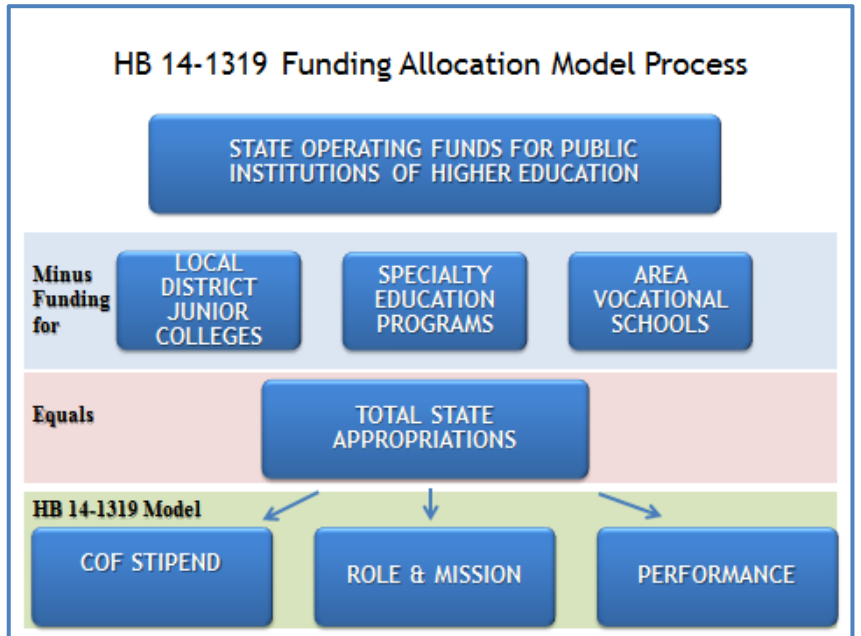 HB 14-1319 Funding Allocation Model Process
STATE OPERATING FUNDS FOR PUBLIC
INSTITUTIONS OF HIGHER EDUCATION
Minus
Funding
for
LOCAL
DISTRICT
JUNIOR
COLLEGES
SPECIALTY
EDUCATION
PROGRAMS
AREA
VOCATIONAL
SCHOOLS
Equals
TOTAL STATE
APPROPRIATIONS
HB 14-1319 Model
COF STIPEND
ROLE & MISSION
PERFORMANCE